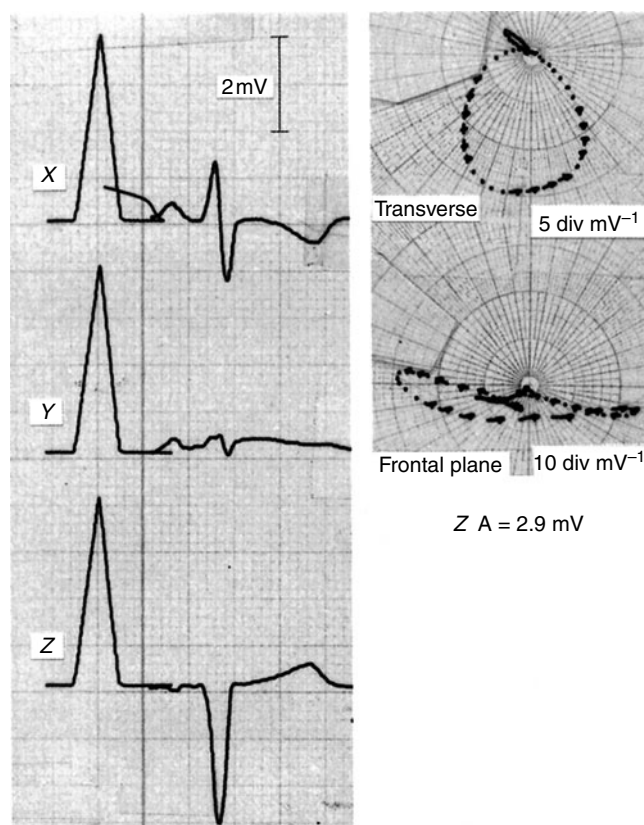 2 mV
X
Y
Z
Transverse
5 div mV⁻¹
Frontal plane
10 div mV⁻¹
Z A = 2.9 mV